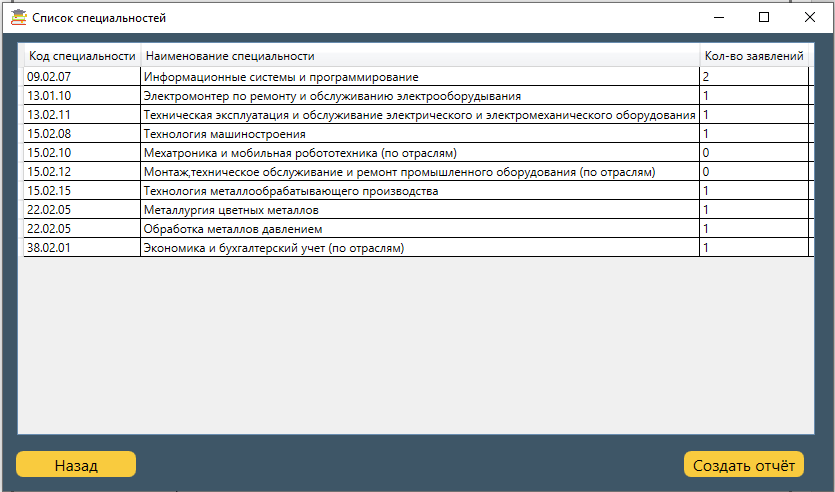 Список специальностей
Код специальности Наименование специальности Кол-во заявлений
09.02.07 Информационные системы и программирование 2
13.01.10 Электромонтер по ремонту и обслуживанию электрооборудывания 1
13.02.11 Техническая эксплуатация и обслуживание электрического и электромеханического оборудования 1
15.02.08 Технология машиностроения 1
15.02.10 Мехатроника и мобильная робототехника (по отраслям) 0
15.02.12 Монтаж,техническое обслуживание и ремонт промышленного оборудования (по отраслям) 0
15.02.15 Технология металлообрабатывающего производства 1
22.02.05 Металлургия цветных металлов 1
22.02.05 Обработка металлов давлением 1
38.02.01 Экономика и бухгалтерский учет (по отраслям) 1
Назад Создать отчёт